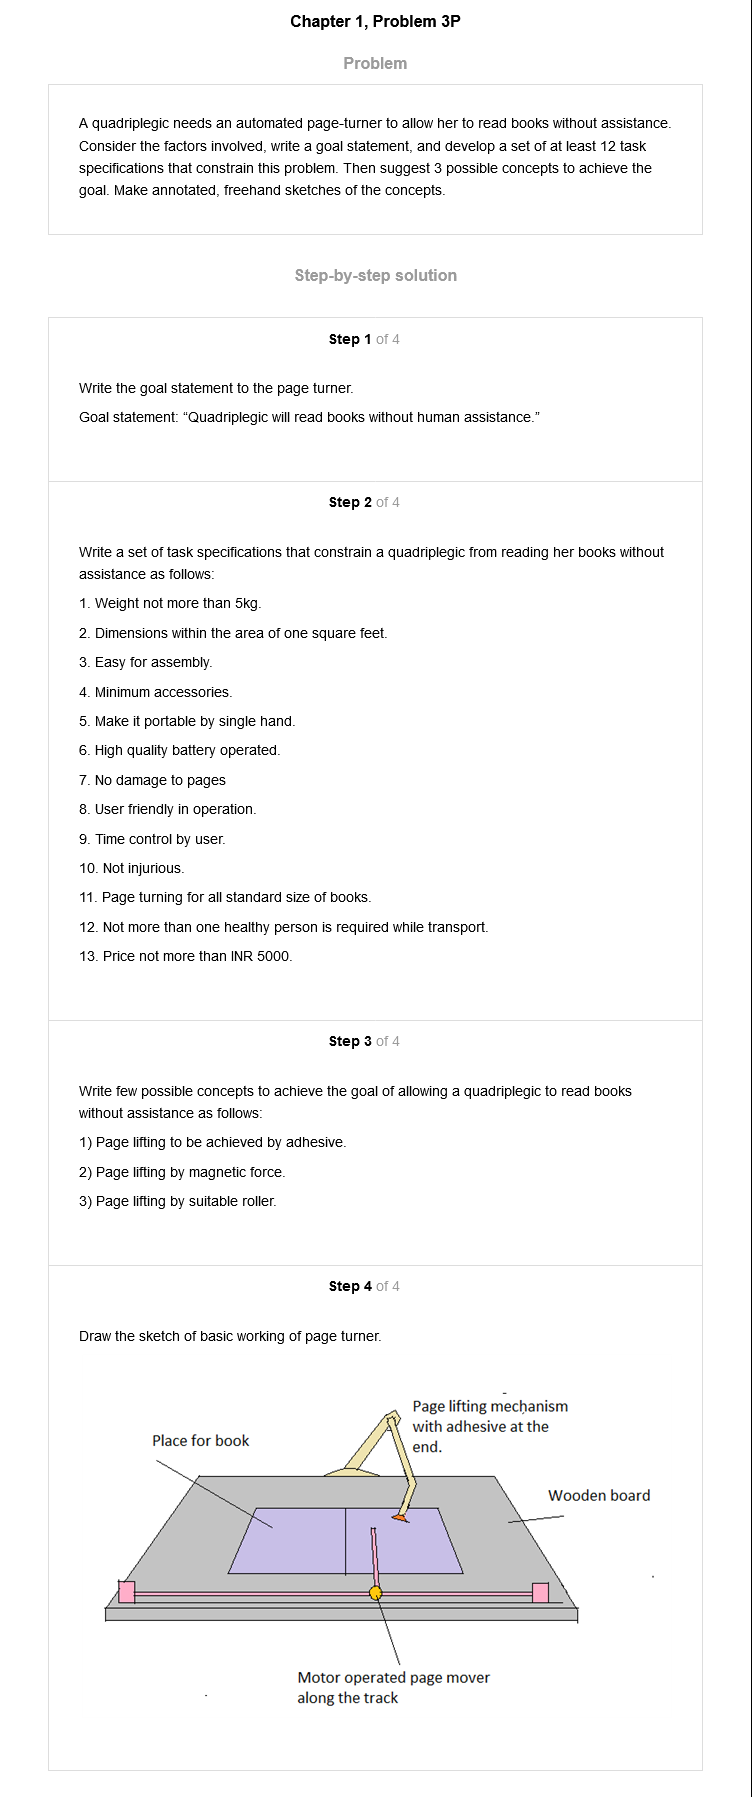 Chapter 1, Problem 3P
Problem
A quadriplegic needs an automated page-turner to allow her to read books without assistance.
Consider the factors involved, write a goal statement, and develop a set of at least 12 task
specifications that constrain this problem. Then suggest 3 possible concepts to achieve the
goal. Make annotated, freehand sketches of the concepts.
Step-by-step solution
Step 1 of 4
Write the goal statement to the page turner.
Goal statement: “Quadriplegic will read books without human assistance.”
Step 2 of 4
Write a set of task specifications that constrain a quadriplegic from reading her books without
assistance as follows:
1. Weight not more than 5kg.
2. Dimensions within the area of one square feet.
3. Easy for assembly.
4. Minimum accessories.
5. Make it portable by single hand.
6. High quality battery operated.
7. No damage to pages
8. User friendly in operation.
9. Time control by user.
10. Not injurious.
11. Page turning for all standard size of books.
12. Not more than one healthy person is required while transport.
13. Price not more than INR 5000.
Step 3 of 4
Write few possible concepts to achieve the goal of allowing a quadriplegic to read books
without assistance as follows:
1) Page lifting to be achieved by adhesive.
2) Page lifting by magnetic force.
3) Page lifting by suitable roller.
Step 4 of 4
Draw the sketch of basic working of page turner.
Page lifting mechanism
with adhesive at the
end.
Place for book
Wooden board
Motor operated page mover
along the track